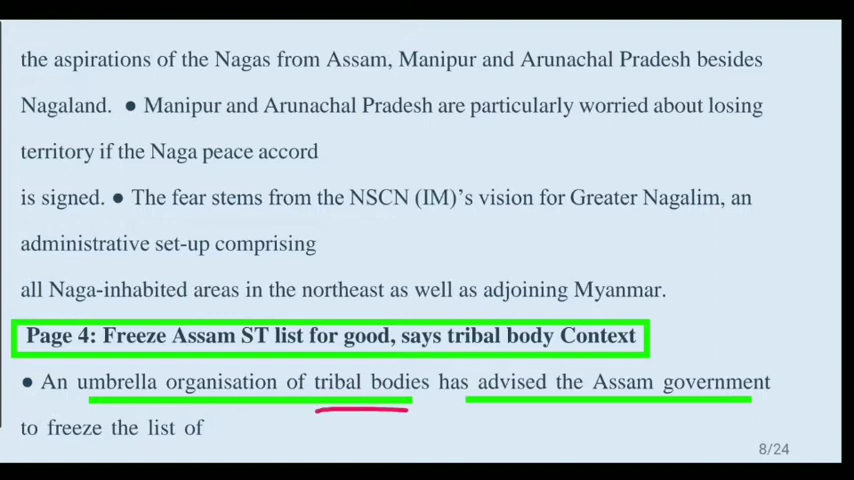 the aspirations of the Nagas from Assam, Manipur and Arunachal Pradesh besides
Nagaland. ● Manipur and Arunachal Pradesh are particularly worried about losing
territory if the Naga peace accord
is signed. ● The fear stems from the NSCN (IM)’s vision for Greater Nagalim, an
administrative set-up comprising
all Naga-inhabited areas in the northeast as well as adjoining Myanmar.
Page 4: Freeze Assam ST list for good, says tribal body Context
● An umbrella organisation of tribal bodies has advised the Assam government
to freeze the list of
8/24